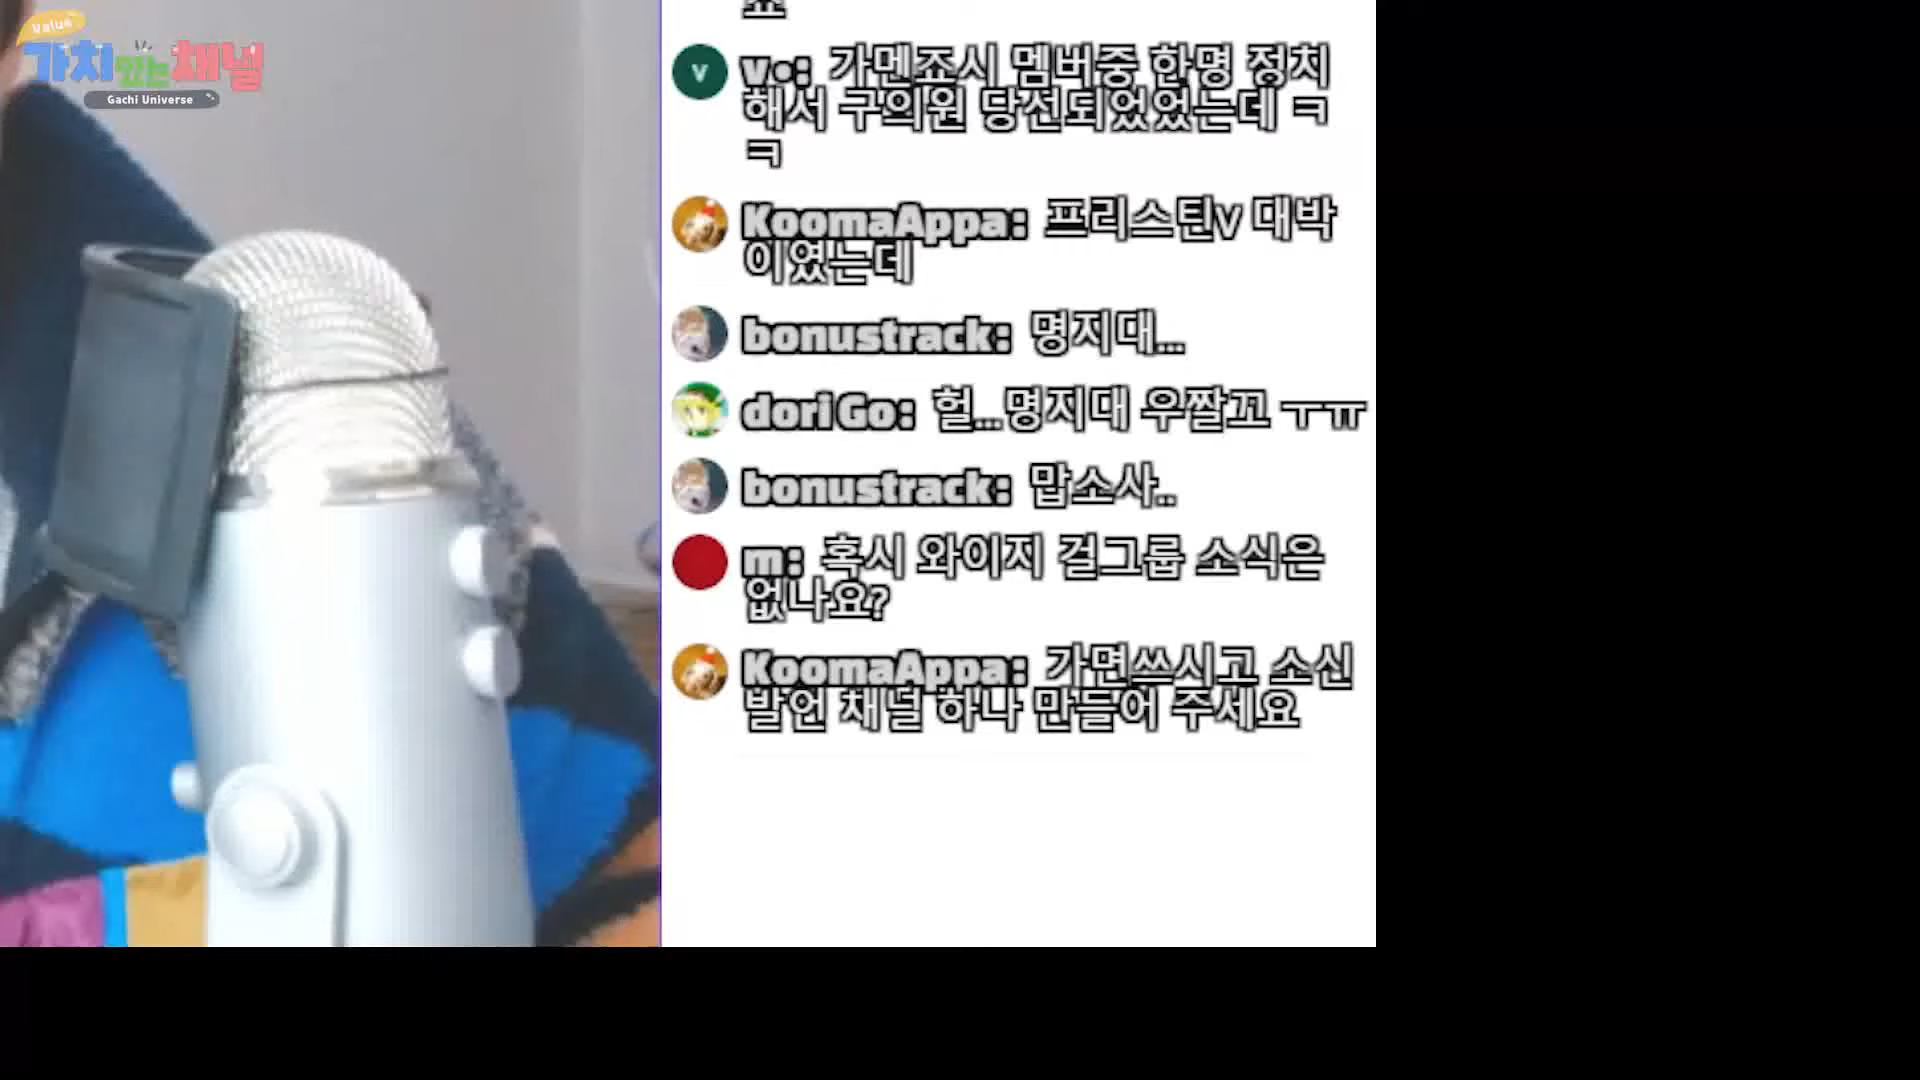 Value
가치있는채널
Gachi Universe
죠
v •: 가멘죠시 멤버중 한명 정치
해서 구의원 당선되었었는데 ㅋ
ㅋ
KoomaAppa: 프리스틴v 대박
이였는데
bonustrack: 명지대...
doriGo: 헐...명지대 우짤꼬 ㅜㅠ
bonustrack: 맙소사..
m: 혹시 와이지 걸그룹 소식은
없나요?
KoomaAppa: 가면쓰시고 소신
발언 채널 하나 만들어 주세요